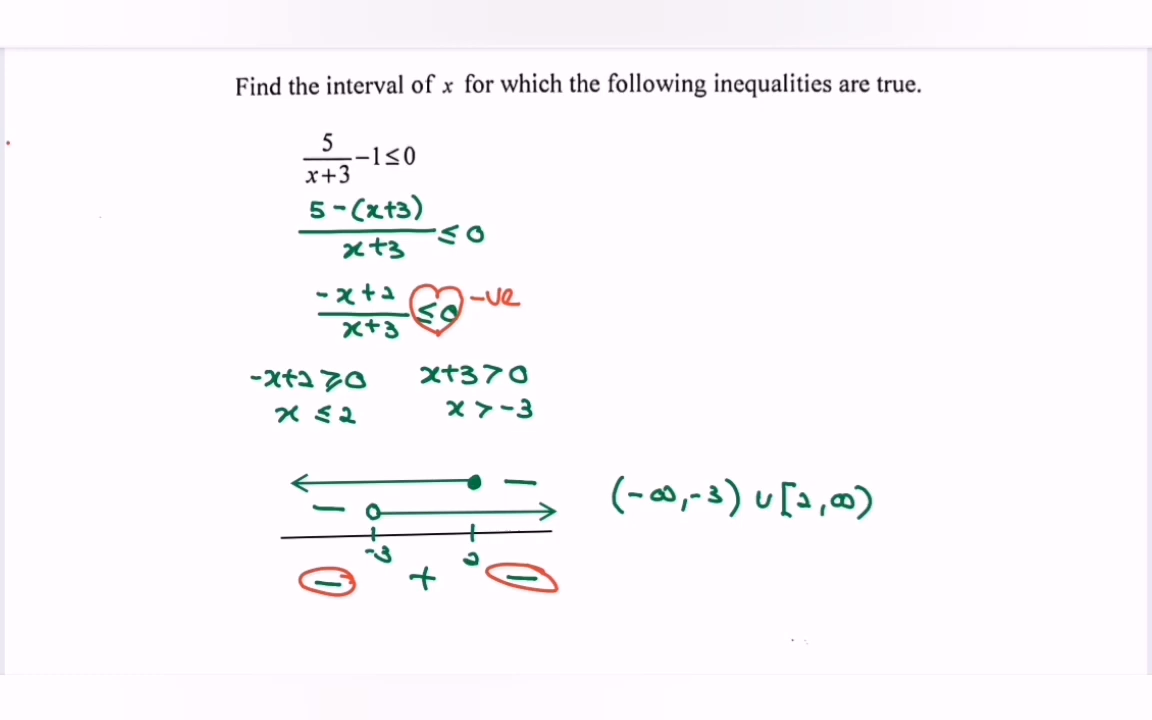 Find the interval of x for which the following inequalities are true.
5/(x+3) −1≤0
(5-(x+3))/(x+3) ≤ 0
(-x+2)/(x+3) ≤0 -ve
-x+2 ⩾0 x+3 > 0
x ≤ 2 x > -3
—
— (-∞,-3) ∪ [2,∞)
-3 2
— + —